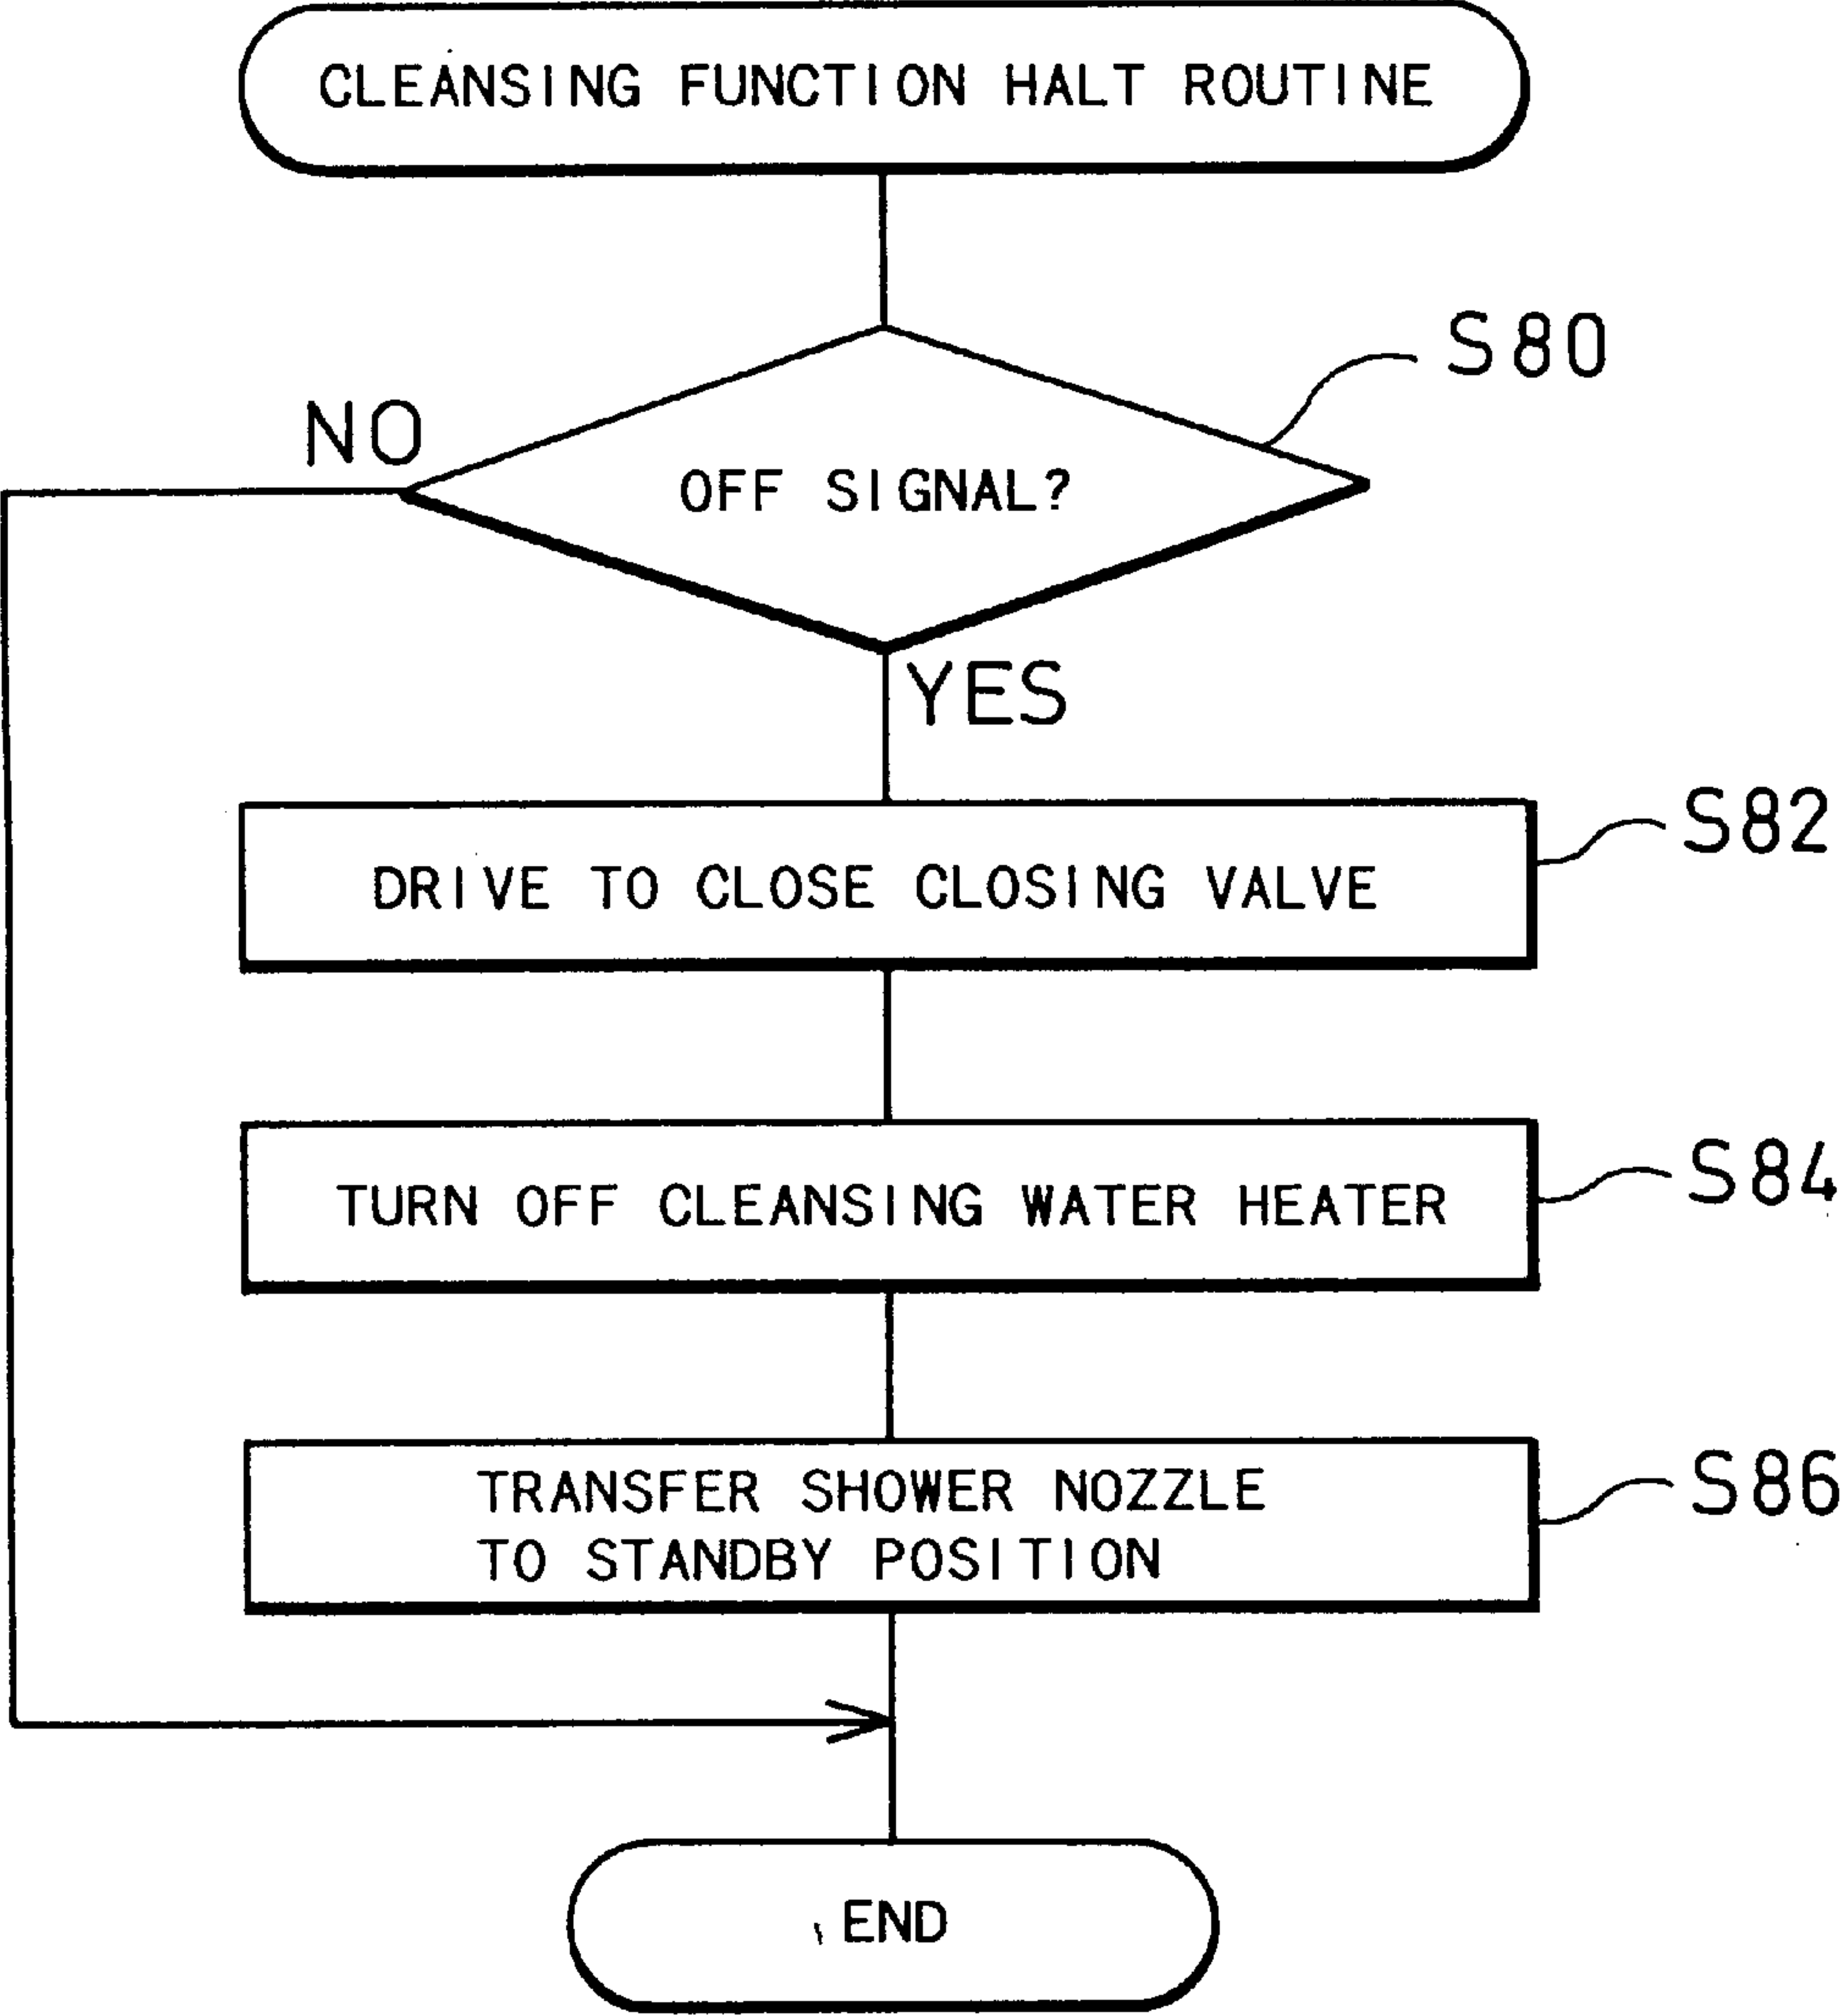 CLEANSING FUNCTION HALT ROUTINE
S80
NO
OFF SIGNAL?
YES
S82
DRIVE TO CLOSE CLOSING VALVE
S84
TURN OFF CLEANSING WATER HEATER
S86
TRANSFER SHOWER NOZZLE
TO STANDBY POSITION
END